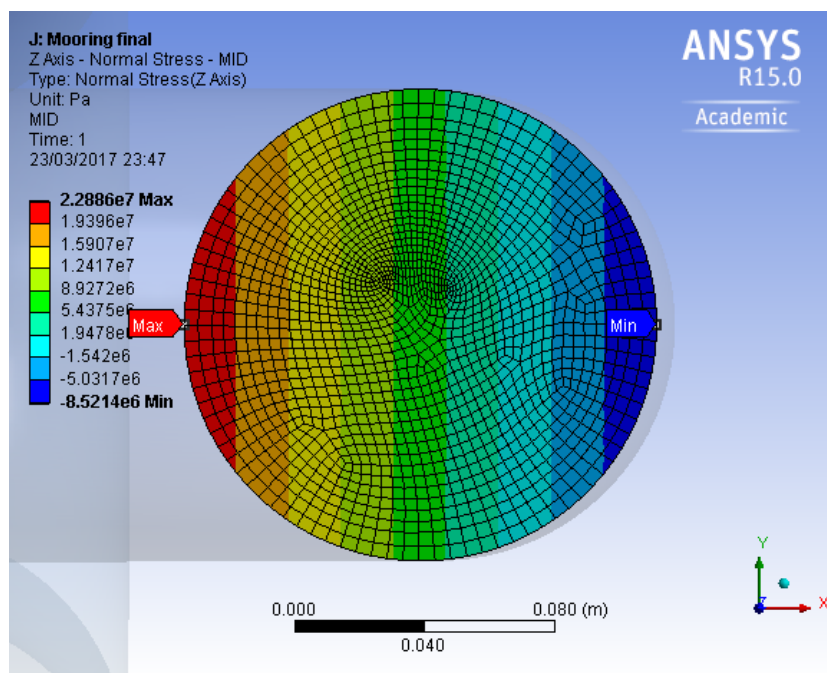 J: Mooring final
Z Axis - Normal Stress - MID
Type: Normal Stress(Z Axis)
Unit: Pa
MID
Time: 1
23/03/2017 23:47
ANSYS
R15.0
Academic
2.2886e7 Max
1.9396e7
1.5907e7
1.2417e7
8.9272e6
5.4375e6
1.9478e6
-1.542e6
-5.0317e6
-8.5214e6 Min
Max
Min
0.000
0.080 (m)
0.040
Y
Z
X